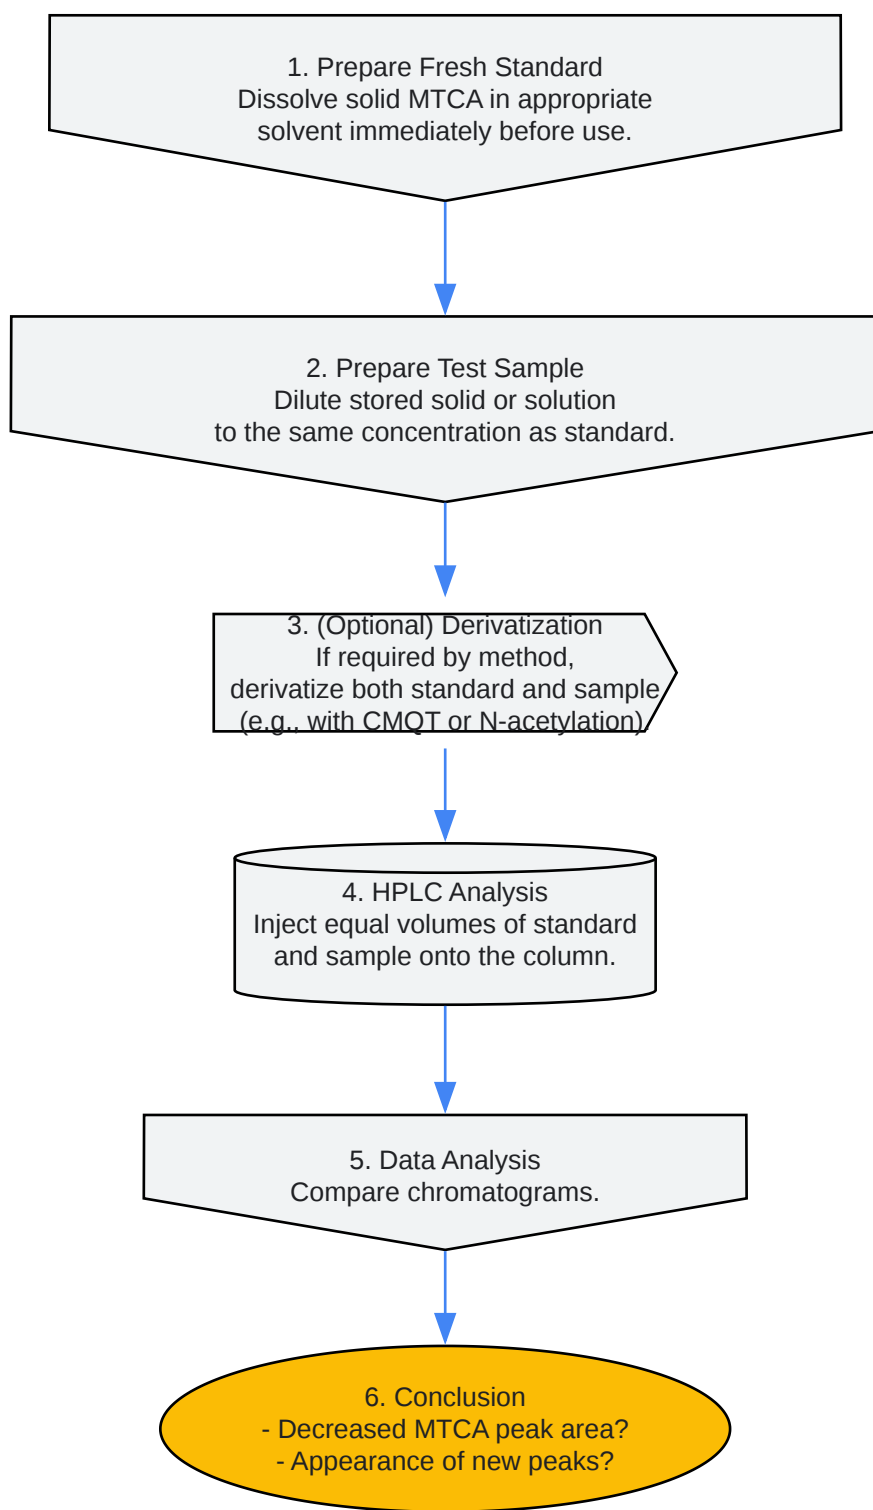 1. Prepare Fresh Standard
Dissolve solid MTCA in appropriate
solvent immediately before use.
2. Prepare Test Sample
Dilute stored solid or solution
to the same concentration as standard.
3. (Optional) Derivatization
If required by method,
derivatize both standard and sample
(e.g., with CMQT or N-acetylation).
4. HPLC Analysis
Inject equal volumes of standard
and sample onto the column.
5. Data Analysis
Compare chromatograms.
6. Conclusion
- Decreased MTCA peak area?
- Appearance of new peaks?